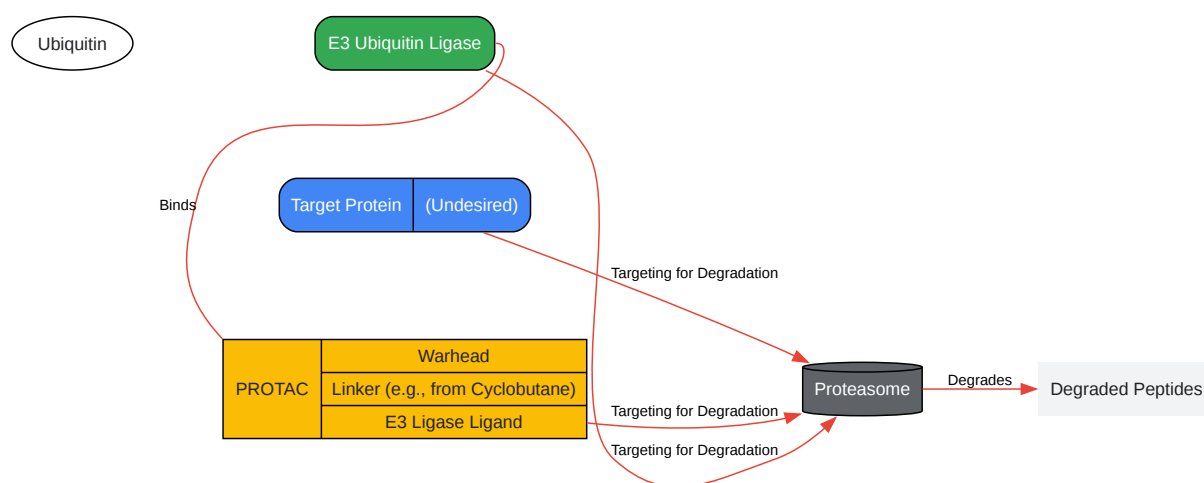 Ubiquitin
E3 Ubiquitin Ligase
Binds
Target Protein
(Undesired)
Targeting for Degradation
PROTAC
Warhead
Linker (e.g., from Cyclobutane)
E3 Ligase Ligand
Targeting for Degradation
Targeting for Degradation
Proteasome
Degrades
Degraded Peptides